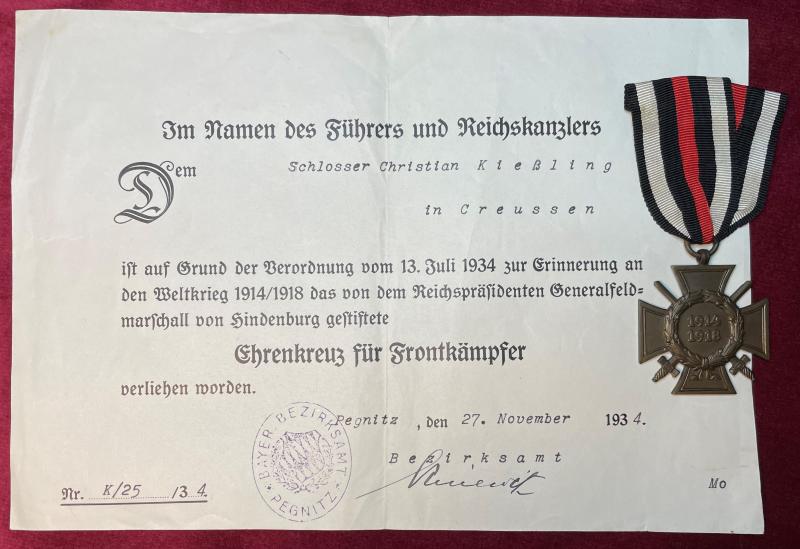 Im Namen des Führers und Reichskanzlers
Dem Schlosser Christian Kießling
in Creussen
ist auf Grund der Verordnung vom 13. Juli 1934 zur Erinnerung an
den Weltkrieg 1914/1918 das von dem Reichspräsidenten Generalfeld-
marschall von Hindenburg gestiftete
Ehrenkreuz für Frontkämpfer
verliehen worden.
Pegnitz, den 27. November 1934.
Bezirksamt
Nr. K/25 /34.
Mo
BAYER. BEZIRKSAMT
PEGNITZ
1914
1918